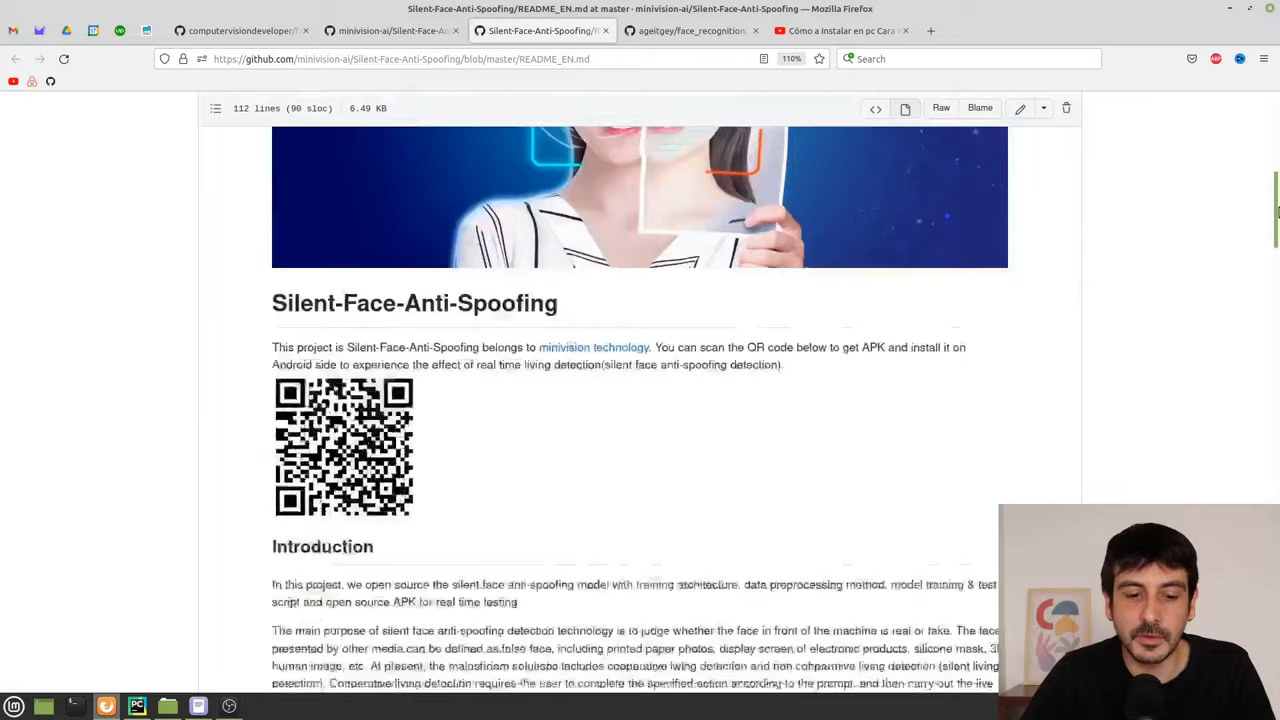 Silent-Face-Anti-Spoofing/README_EN.md at master · minivision-ai/Silent-Face-Anti-Spoofing — Mozilla Firefox
computervisiondeveloper/f
minivision-ai/Silent-Face-An
Silent-Face-Anti-Spoofing/R
ageitgey/face_recognition:
Cómo a Instalar en pc Cara
https://github.com/minivision-ai/Silent-Face-Anti-Spoofing/blob/master/README_EN.md
110%
Search
112 lines (90 sloc)
6.49 KB
Raw
Blame
Silent-Face-Anti-Spoofing
This project is Silent-Face-Anti-Spoofing belongs to minivision technology. You can scan the QR code below to get APK and install it on
Android side to experience the effect of real time living detection(silent face anti-spoofing detection).
Introduction
In this project, we open source the silent face anti-spoofing model with training architecture, data preprocessing method, model training & test
script and open source APK for real time testing
The main purpose of silent face anti-spoofing detection technology is to judge whether the face in front of the machine is real or fake. The face
presented by other media can be defined as false face, including printed paper photos, display screen of electronic products, silicone mask, 3
human image, etc. At present, the mainstream includes cooperative living detection and non cooperative living detection (silent living
requires the user to complete the specified action according to the prompt, and then carry out the live